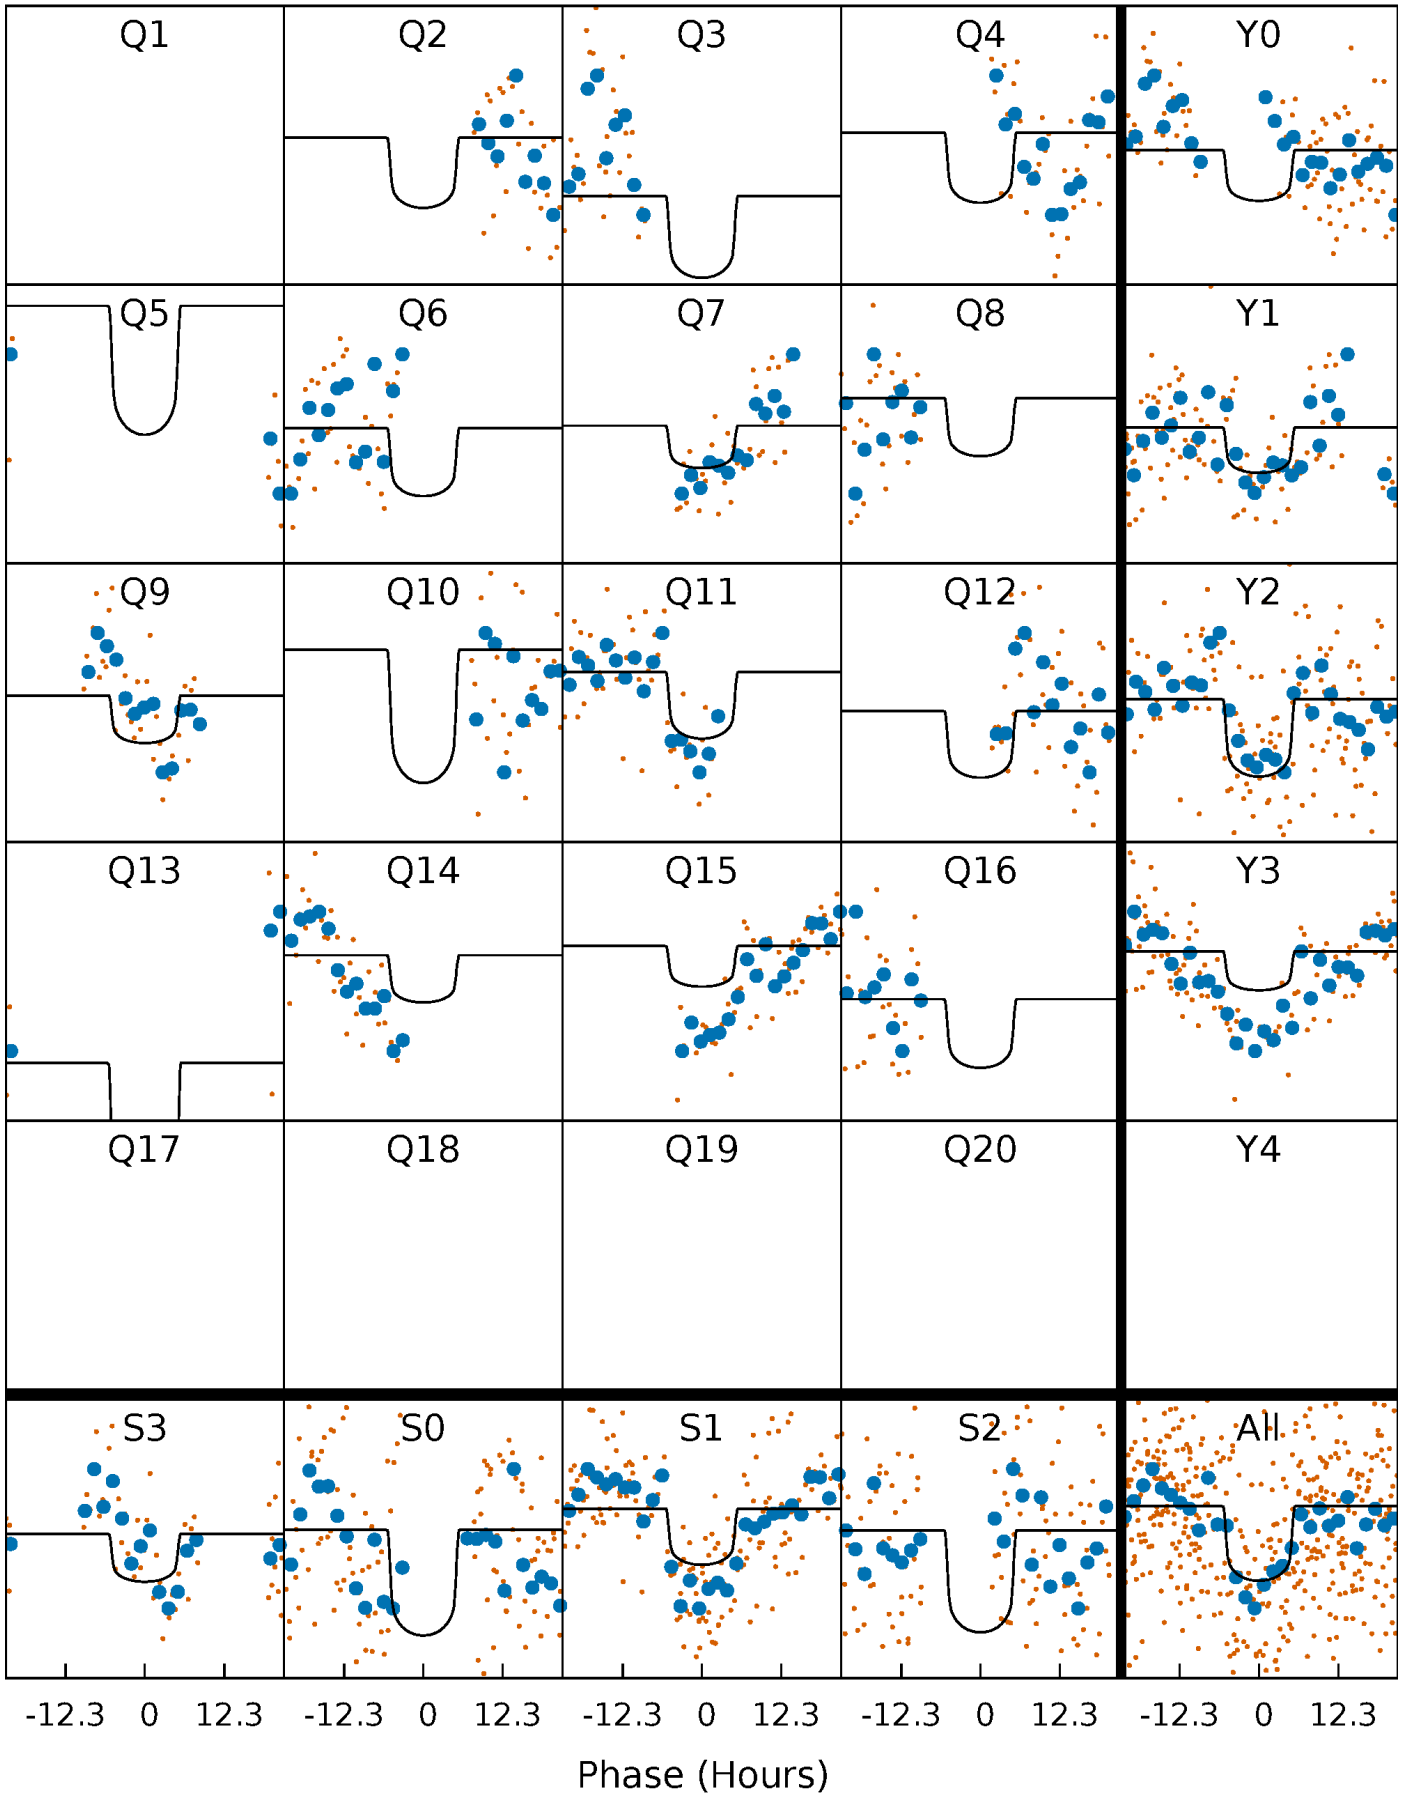 Q1 Q2 Q3 Q4 Y0
Q5 Q6 Q7 Q8 Y1
Q9 Q10 Q11 Q12 Y2
Q13 Q14 Q15 Q16 Y3
Q17 Q18 Q19 Q20 Y4
S3 S0 S1 S2 All
-12.3 0 12.3 -12.3 0 12.3 -12.3 0 12.3 -12.3 0 12.3 -12.3 0 12.3
Phase (Hours)